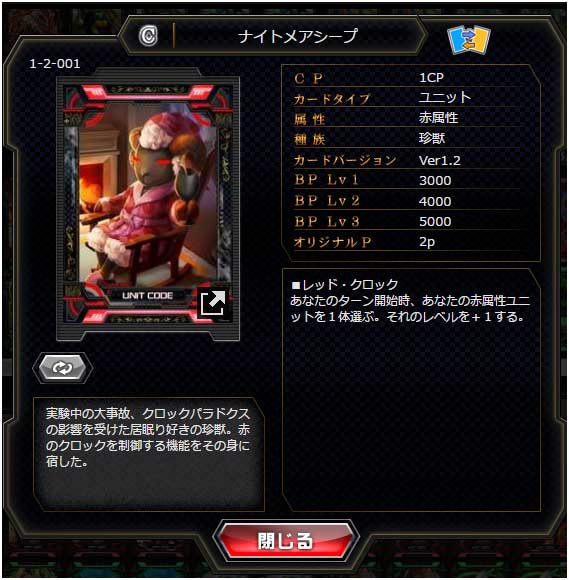 C
ナイトメアシープ
1-2-001
ＣＰ 1CP
カードタイプ ユニット
属性 赤属性
種族 珍獣
カードバージョン Ver1.2
ＢＰ Ｌｖ１ 3000
ＢＰ Ｌｖ２ 4000
ＢＰ Ｌｖ３ 5000
オリジナルＰ 2p
UNIT CODE
■レッド・クロック
あなたのターン開始時、あなたの赤属性ユニ
ットを１体選ぶ。それのレベルを＋１する。
実験中の大事故、クロックパラドクス
の影響を受けた居眠り好きの珍獣。赤
のクロックを制御する機能をその身に
宿した。
閉じる